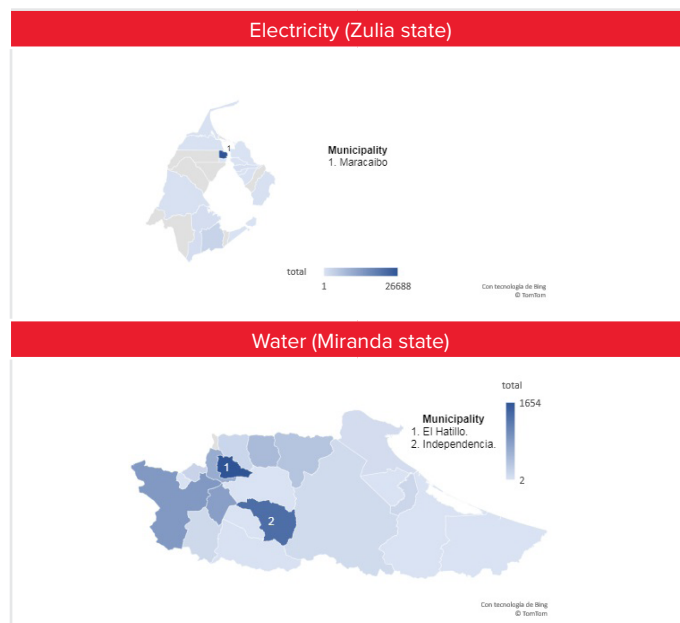 Electricity (Zulia state)
1.
Municipality
1. Maracaibo
total
1
26688
Con tecnología de Bing
© TomTom
Water (Miranda state)
total
1654
2
Municipality
1. El Hatillo.
2. Independencia.
1
2
Con tecnología de Bing
© TomTom